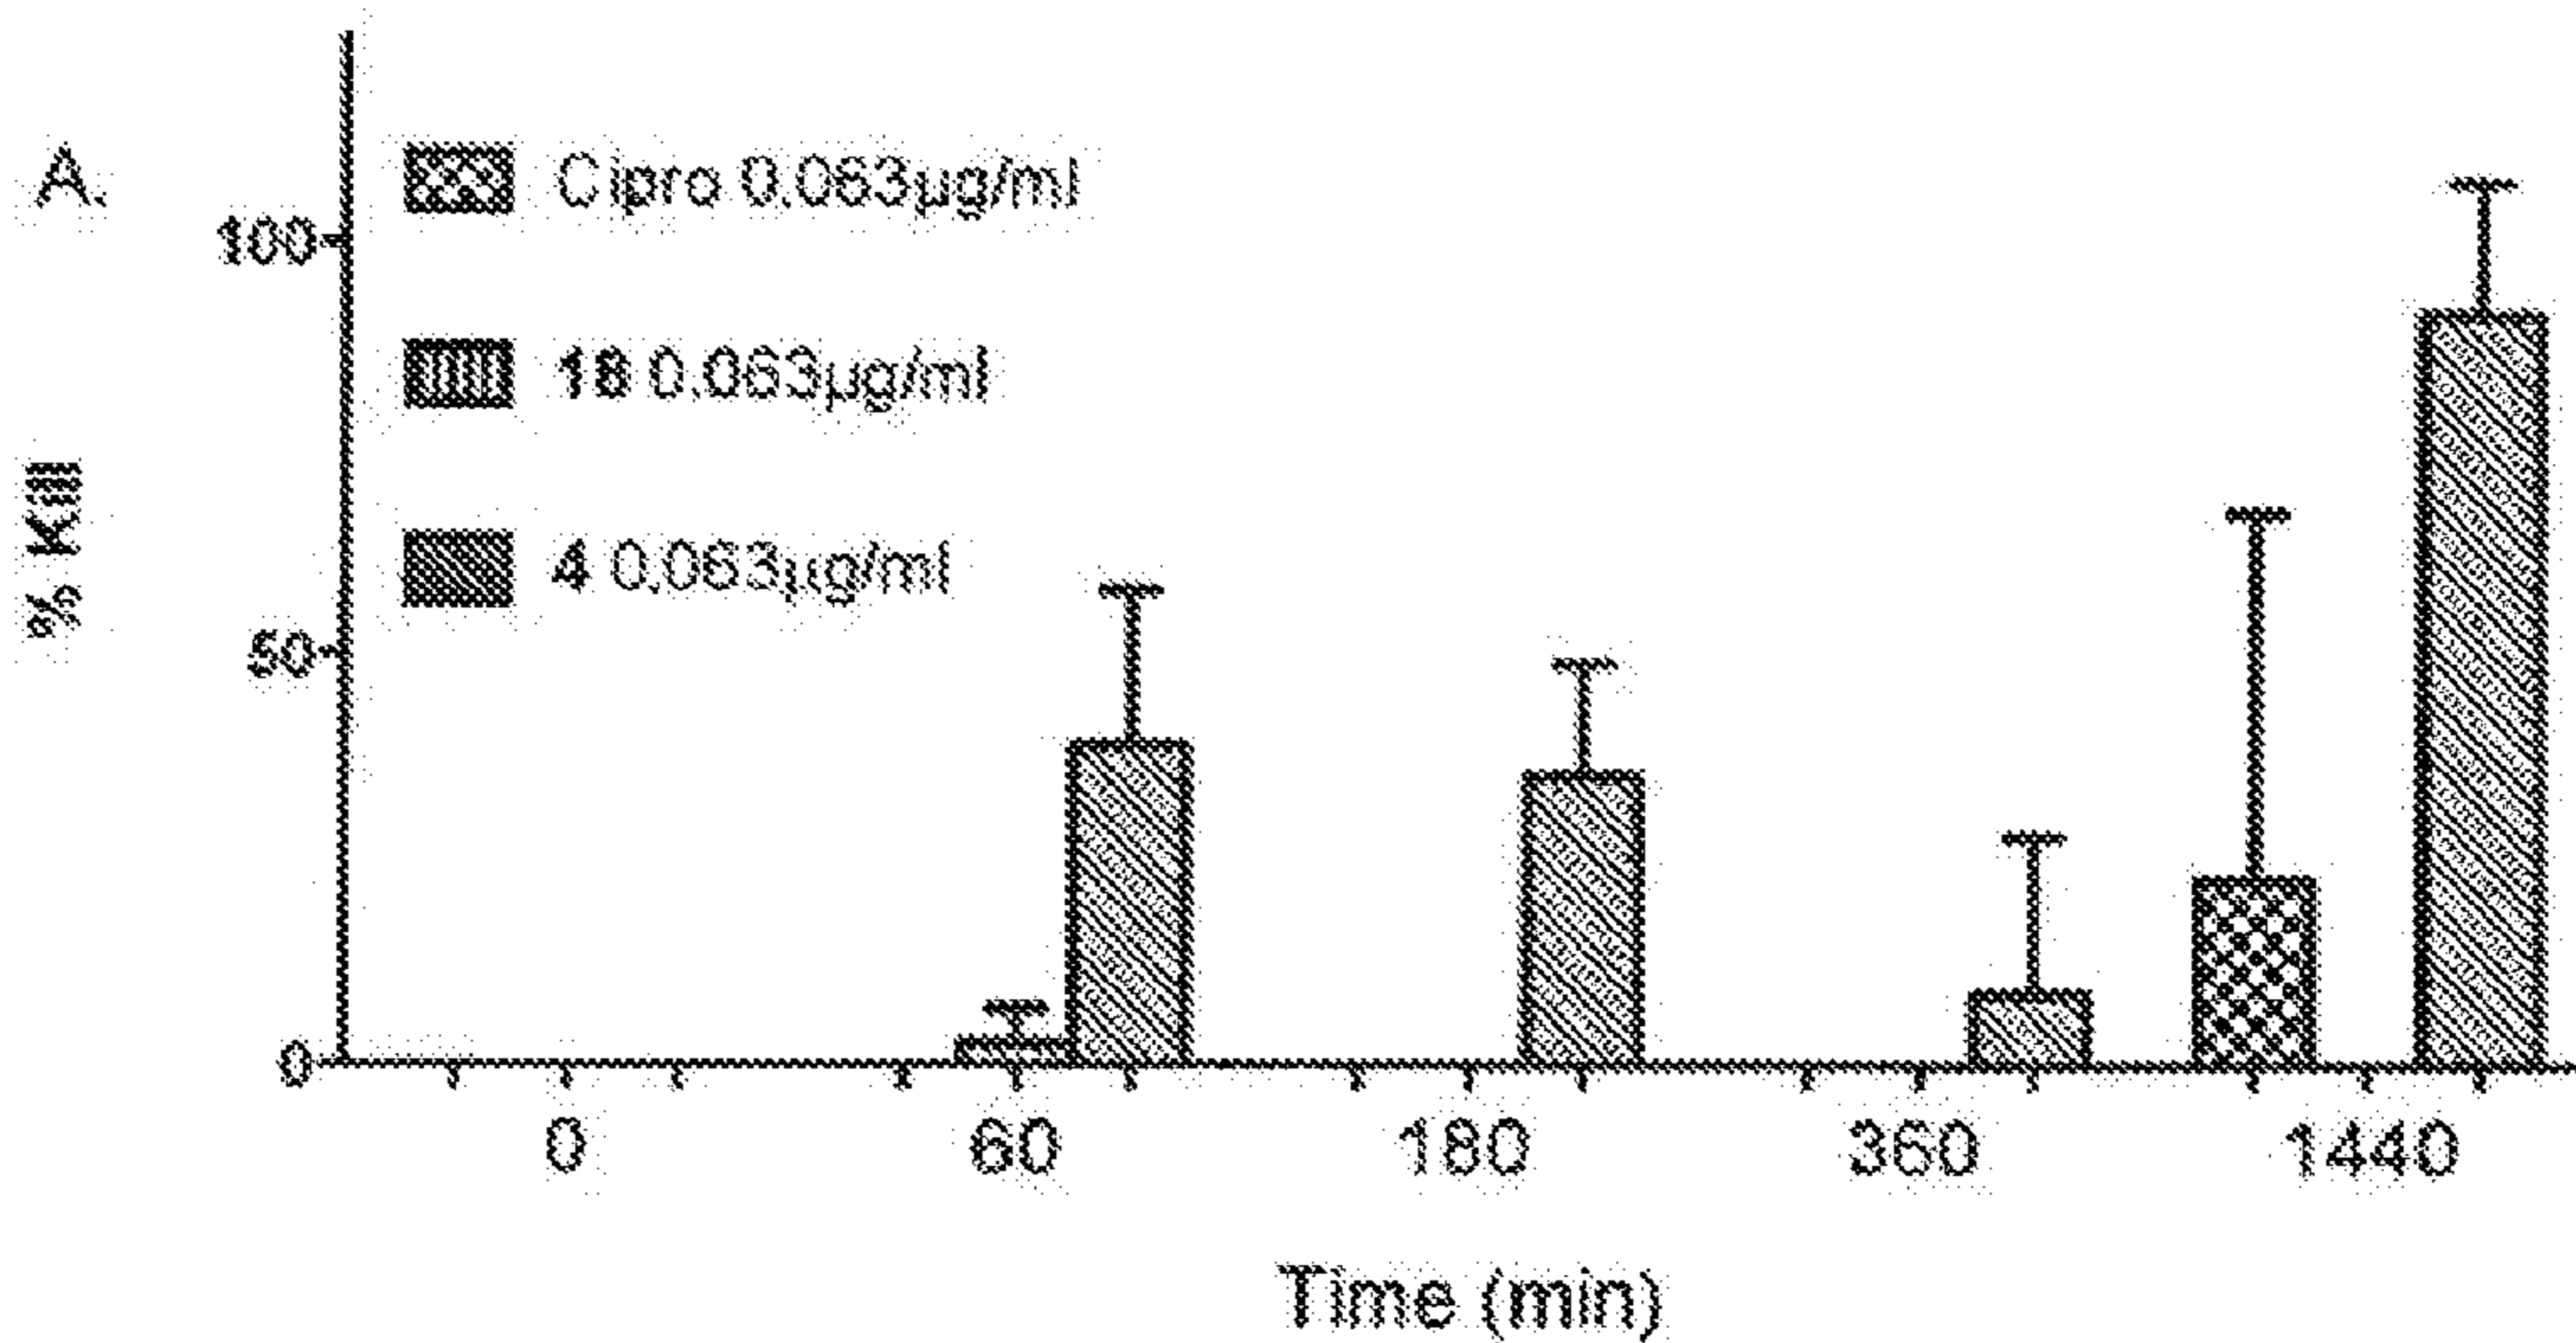 A.
Cipro 0.063µg/ml
18 0.063µg/ml
4 0.063µg/ml
% Kill
100
50
0
0 60 180 360 1440
Time (min)